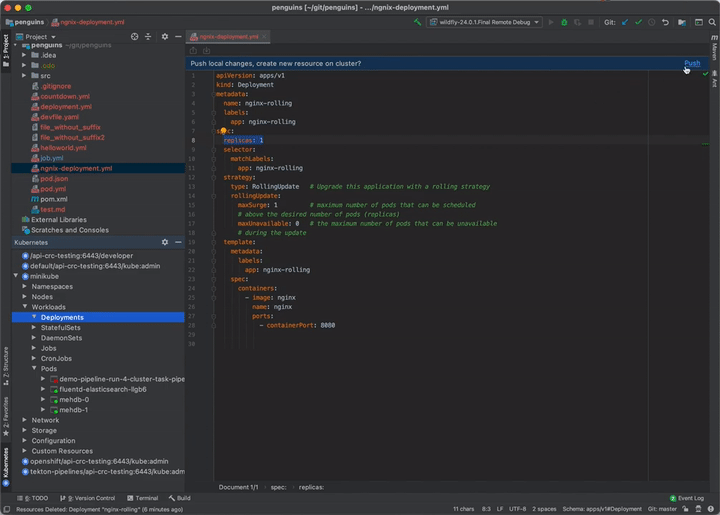 penguins [~/git/penguins] - .../ngnix-deployment.yml
penguins
ngnix-deployment.yml
wildfly-24.0.1.Final Remote Debug
Git:
1: Project
Project
ngnix-deployment.yml
Maven
Ant
penguins ~/git/penguins
.idea
odo
src
.gitignore
countdown.yml
deployment.yml
devfile.yaml
file_without_suffix
file_without_suffix2
helloworld.yml
job.yml
ngnix-deployment.yml
pod.json
pod.yml
pom.xml
test.md
External Libraries
Scratches and Consoles
Push local changes, create new resource on cluster?
Push
1 apiVersion: apps/v1
2 kind: Deployment
3 metadata:
4 name: nginx-rolling
5 labels:
6 app: nginx-rolling
7 spec:
8 replicas: 1
9 selector:
10 matchLabels:
11 app: nginx-rolling
12 strategy:
13 type: RollingUpdate # Upgrade this application with a rolling strategy
14 rollingUpdate:
15 maxSurge: 1 # maximum number of pods that can be scheduled
16 # above the desired number of pods (replicas)
17 maxUnavailable: 0 # the maximum number of pods that can be unavailable
18 # during the update
19 template:
20 metadata:
21 labels:
22 app: nginx-rolling
23 spec:
24 containers:
25 - image: nginx
26 name: nginx
27 ports:
28 - containerPort: 8080
29
30
Kubernetes
/api-crc-testing:6443/developer
default/api-crc-testing:6443/kube:admin
minikube
Namespaces
Nodes
Workloads
Deployments
StatefulSets
DaemonSets
Jobs
CronJobs
Pods
demo-pipeline-run-4-cluster-task-pipe
fluentd-elasticsearch-llgb6
mehdb-0
mehdb-1
Network
Storage
Configuration
Custom Resources
openshift/api-crc-testing:6443/kube:admin
tekton-pipelines/api-crc-testing:6443/kube:admin
Z: Structure
2: Favorites
Kubernetes
Document 1/1
spec:
replicas:
6: TODO
9: Version Control
Terminal
Build
Event Log
Resources Deleted: Deployment "nginx-rolling" (6 minutes ago)
11 chars
8:3
LF
UTF-8
2 spaces
Schema: apps/v1#Deployment
Git: master